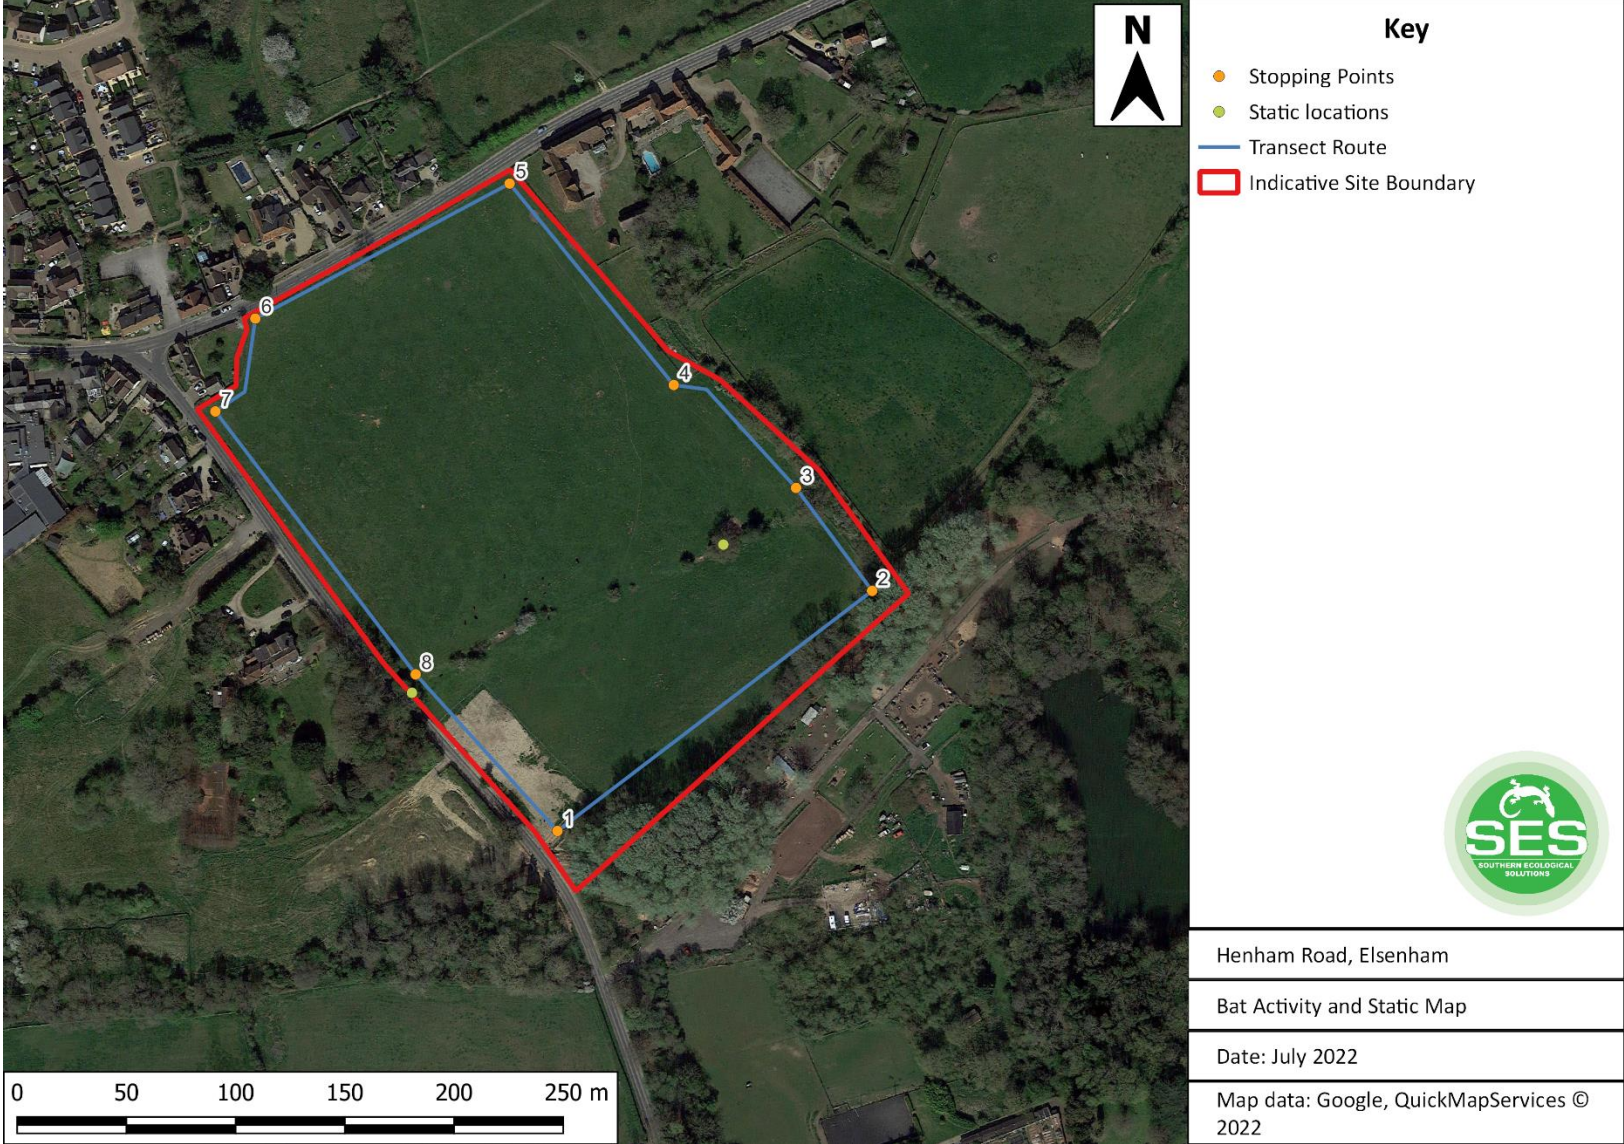 N
5
6
4
7
3
2
8
1
0 50 100 150 200 250 m
Key
Stopping Points
Static locations
Transect Route
Indicative Site Boundary
SES
SOUTHERN ECOLOGICAL
SOLUTIONS
Henham Road, Elsenham
Bat Activity and Static Map
Date: July 2022
Map data: Google, QuickMapServices ©
2022